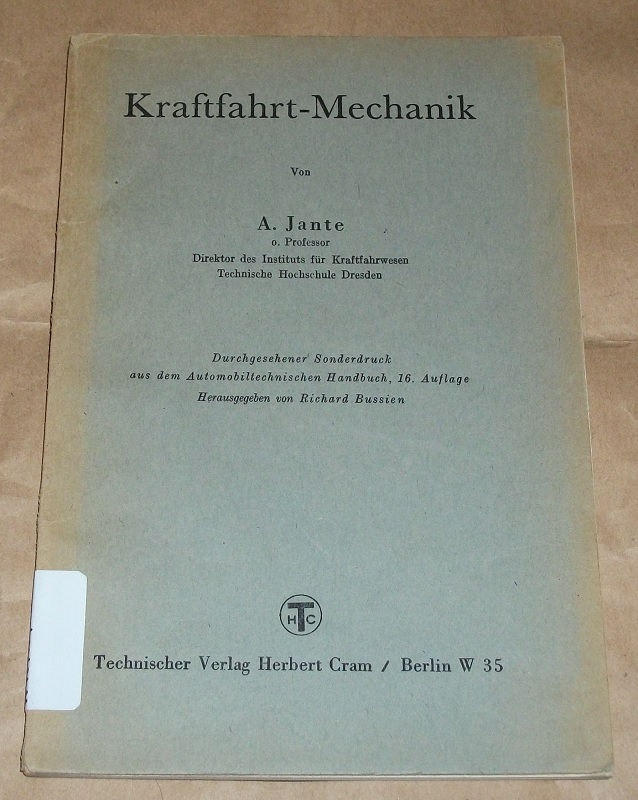 Kraftfahrt-Mechanik
Von
A. Jante
o. Professor
Direktor des Instituts für Kraftfahrwesen
Technische Hochschule Dresden
Durchgesehener Sonderdruck
aus dem Automobiltechnischen Handbuch, 16. Auflage
Herausgegeben von Richard Bussien
HTC
Technischer Verlag Herbert Cram / Berlin W 35